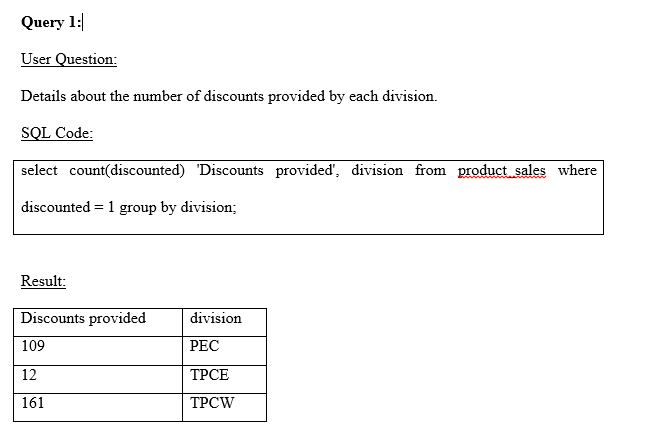 Query 1:
User Question:
Details about the number of discounts provided by each division.
SQL Code:
select count(discounted) 'Discounts provided', division from product_sales where
discounted = 1 group by division;
Result:
Discounts provided division
109 PEC
12 TPCE
161 TPCW